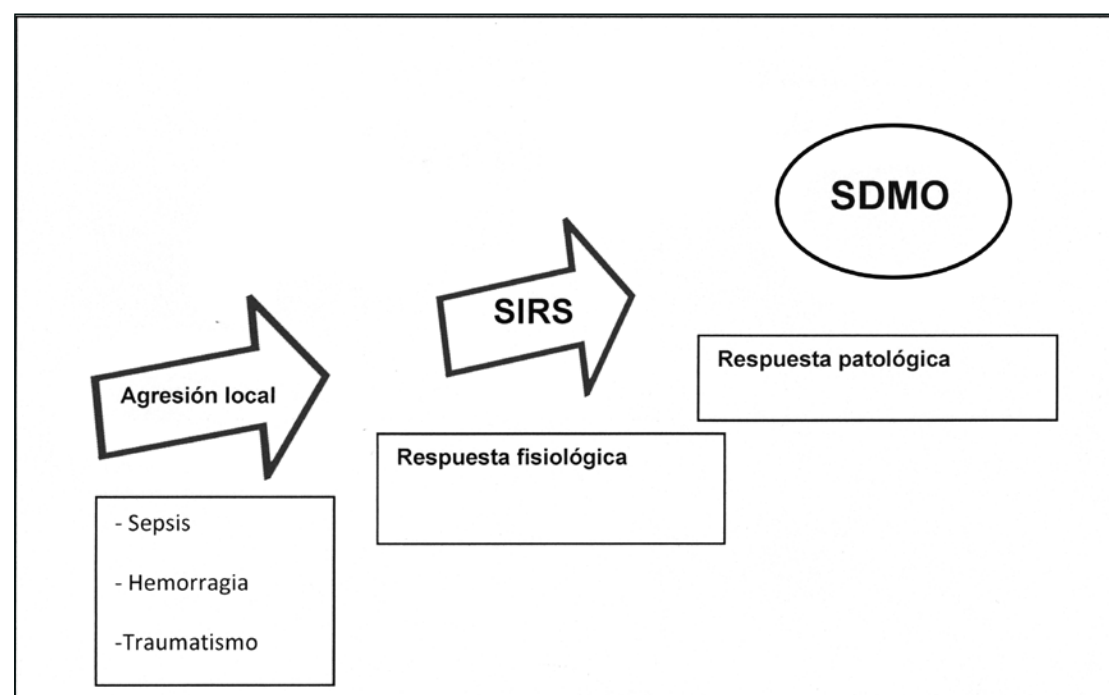 SDMO
SIRS
Respuesta patológica
Agresión local
Respuesta fisiológica
- Sepsis
- Hemorragia
-Traumatismo